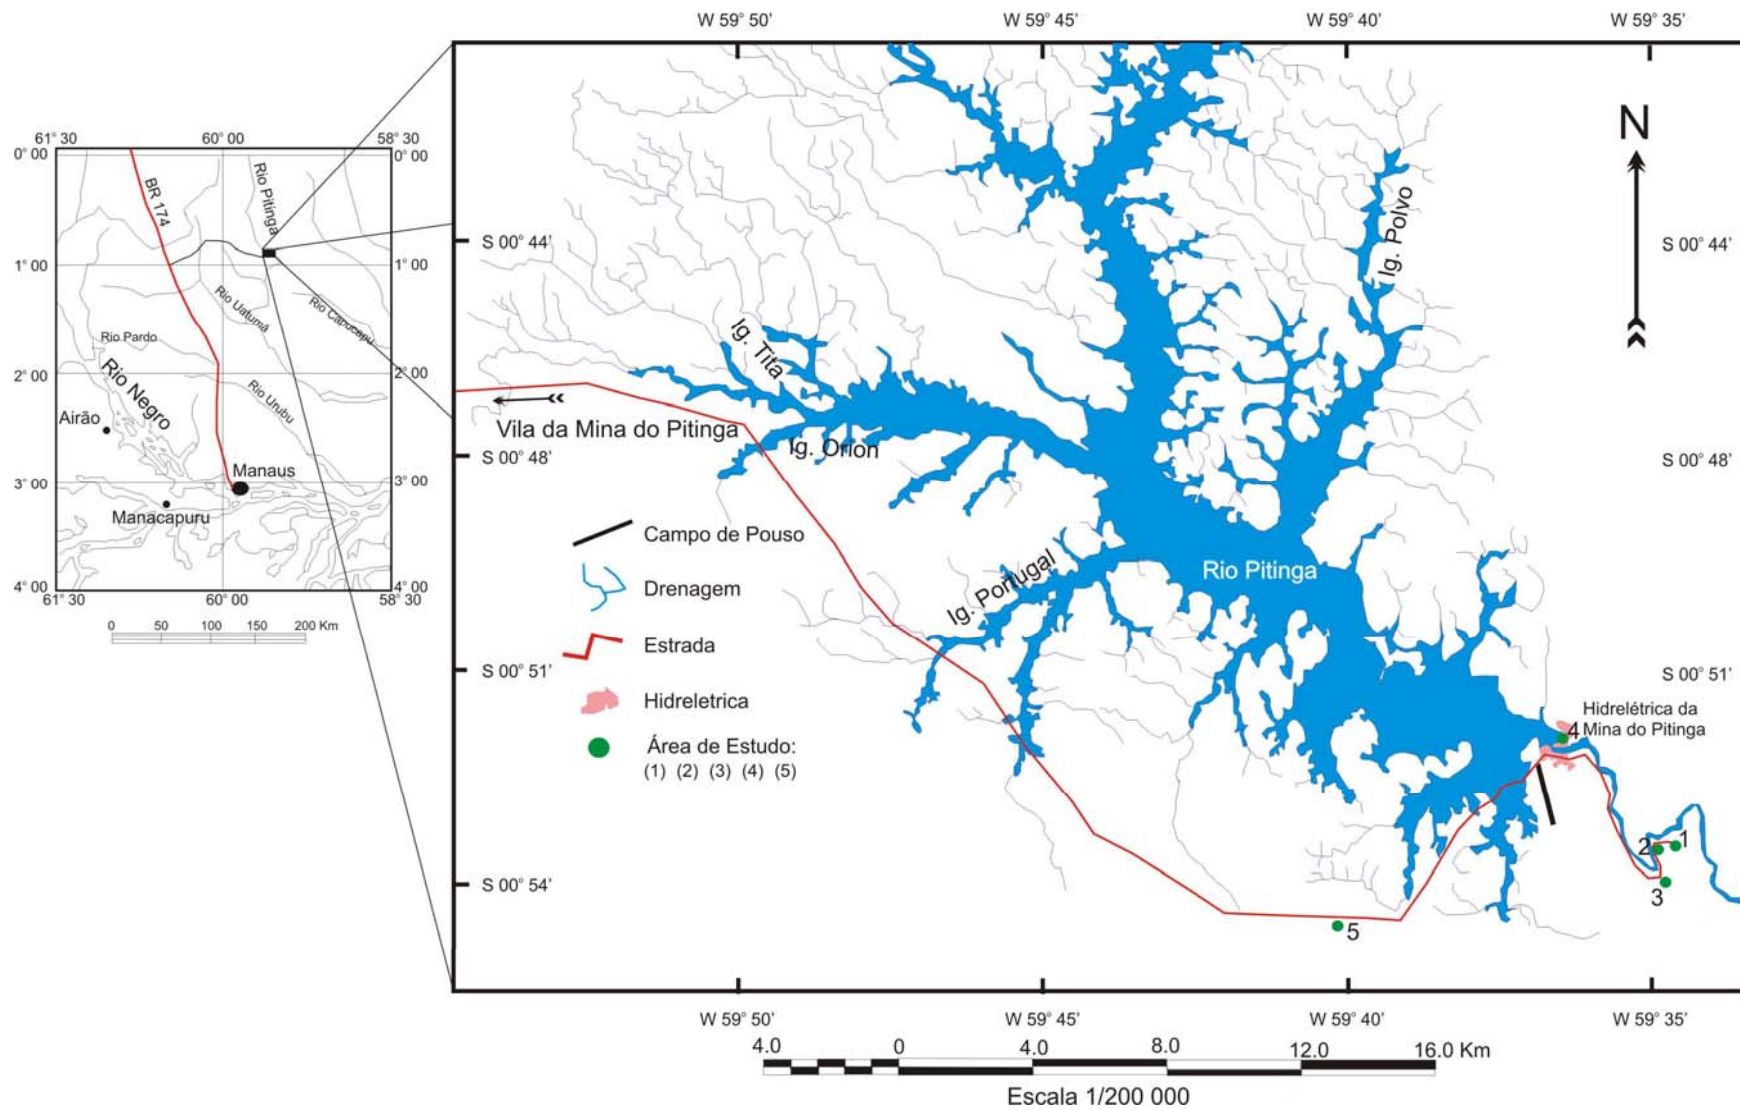 W 59° 50'
W 59° 45'
W 59° 40'
W 59° 35'
61° 30
60° 00
58° 30
0° 00
0° 00
BR 174
Rio Pitinga
1° 00
1° 00
Rio Uatumã
Rio Capucapu
Rio Pardo
2° 00
2° 00
Rio Negro
Rio Urubu
Airão
Manaus
3° 00
3° 00
Manacapuru
4° 00
4° 00
61° 30
60° 00
58° 30
0
50
100
150
200 Km
N
S 00° 44'
S 00° 44'
Ig. Polvo
Ig. Tita
Vila da Mina do Pitinga
Ig. Orion
S 00° 48'
S 00° 48'
Campo de Pouso
Rio Pitinga
Drenagem
Ig. Portugal
Estrada
S 00° 51'
S 00° 51'
Hidreletrica
Hidrelétrica da
Mina do Pitinga
4
Área de Estudo:
(1) (2) (3) (4) (5)
2
1
3
S 00° 54'
S 00° 54'
5
W 59° 50'
W 59° 45'
W 59° 40'
W 59° 35'
4.0
0
4.0
8.0
12.0
16.0 Km
Escala 1/200 000